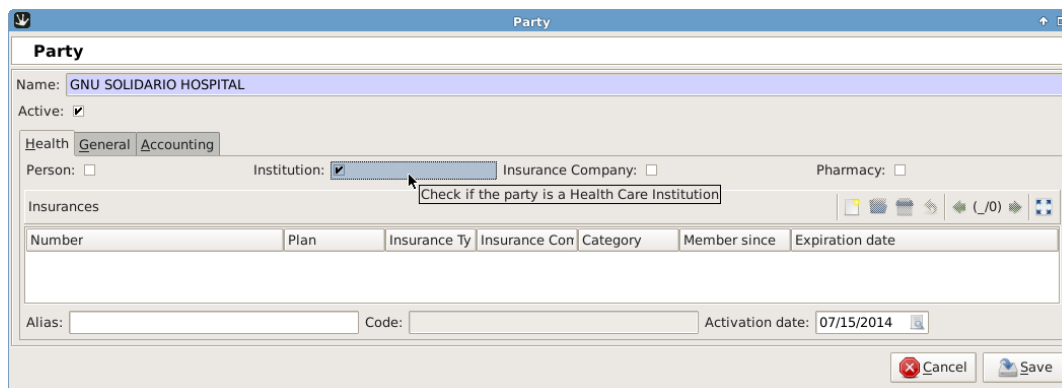 Party
Party
Name: GNU SOLIDARIO HOSPITAL
Active:
Health General Accounting
Person: Institution: Insurance Company: Pharmacy:
Check if the party is a Health Care Institution
Insurances (_/0)
Number Plan Insurance Ty Insurance Com Category Member since Expiration date
Alias: Code: Activation date: 07/15/2014
Cancel Save